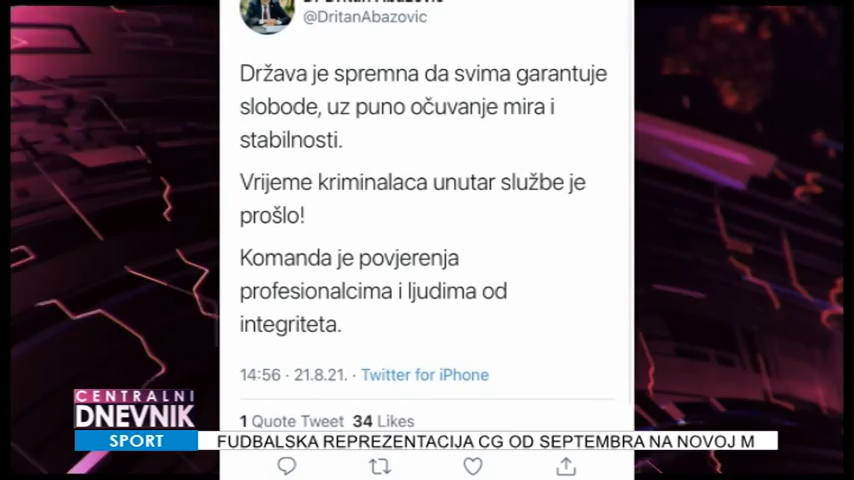 @DritanAbazovic
Država je spremna da svima garantuje
slobode, uz puno očuvanje mira i
stabilnosti.
Vrijeme kriminalaca unutar službe je
prošlo!
Komanda je povjerenja
profesionalcima i ljudima od
integriteta.
14:56 · 21.8.21. · Twitter for iPhone
1 Quote Tweet 34 Likes
CENTRALNI
DNEVNIK
SPORT FUDBALSKA REPREZENTACIJA CG OD SEPTEMBRA NA NOVOJ M